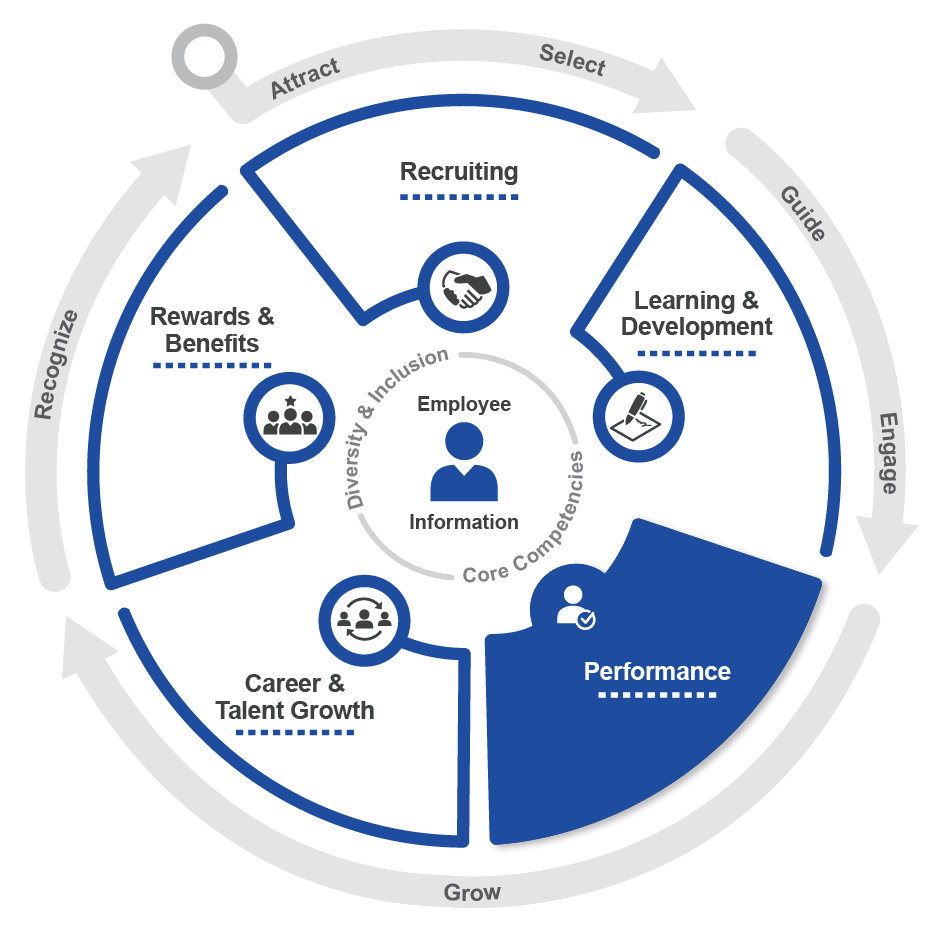 Attract
Select
Guide
Engage
Grow
Recognize
Recruiting
Learning &
Development
Performance
Career &
Talent Growth
Rewards &
Benefits
Diversity & Inclusion
Core Competencies
Employee
Information